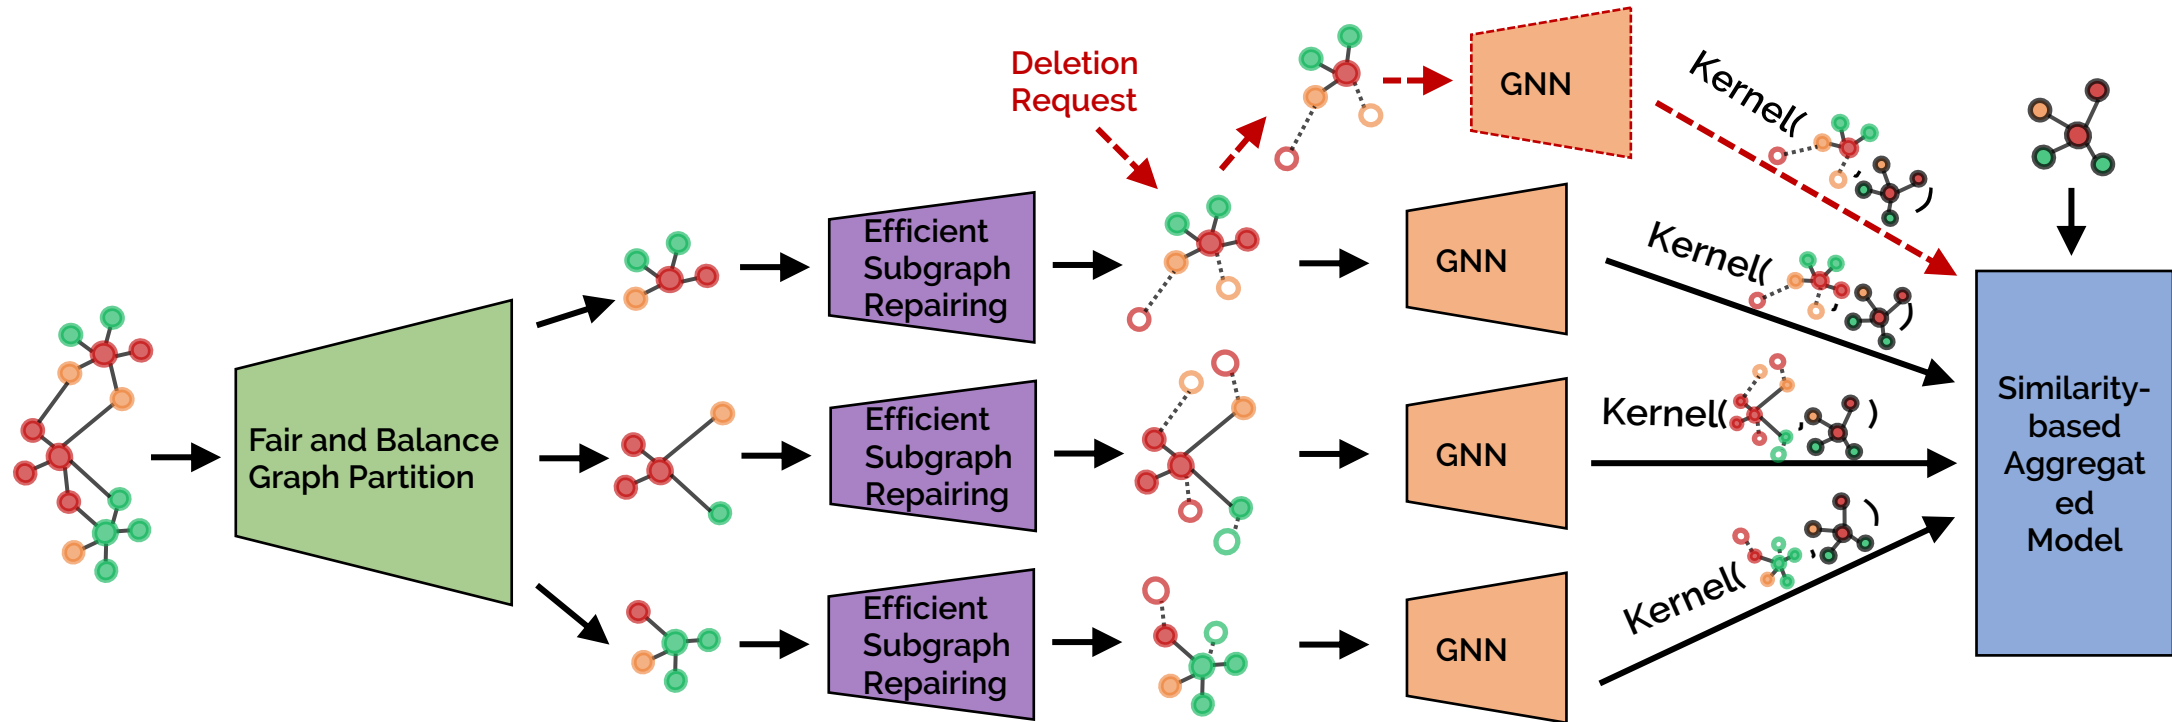 Deletion
Request
GNN
Kernel( , )
Efficient
Subgraph
Repairing
GNN
Kernel( , )
Fair and Balance
Graph Partition
Efficient
Subgraph
Repairing
GNN
Kernel( , )
Similarity-
based
Aggregat
ed
Model
Efficient
Subgraph
Repairing
GNN
Kernel( , )